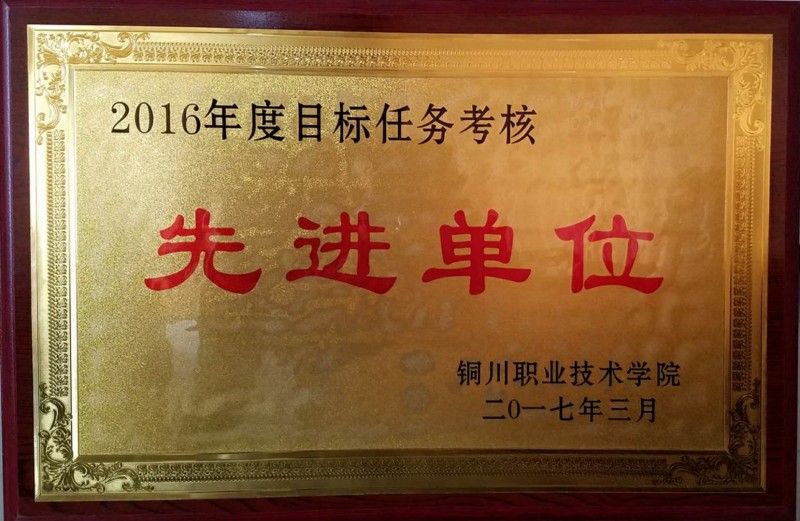 2016年度目标任务考核
先进单位
铜川职业技术学院
二〇一七年三月